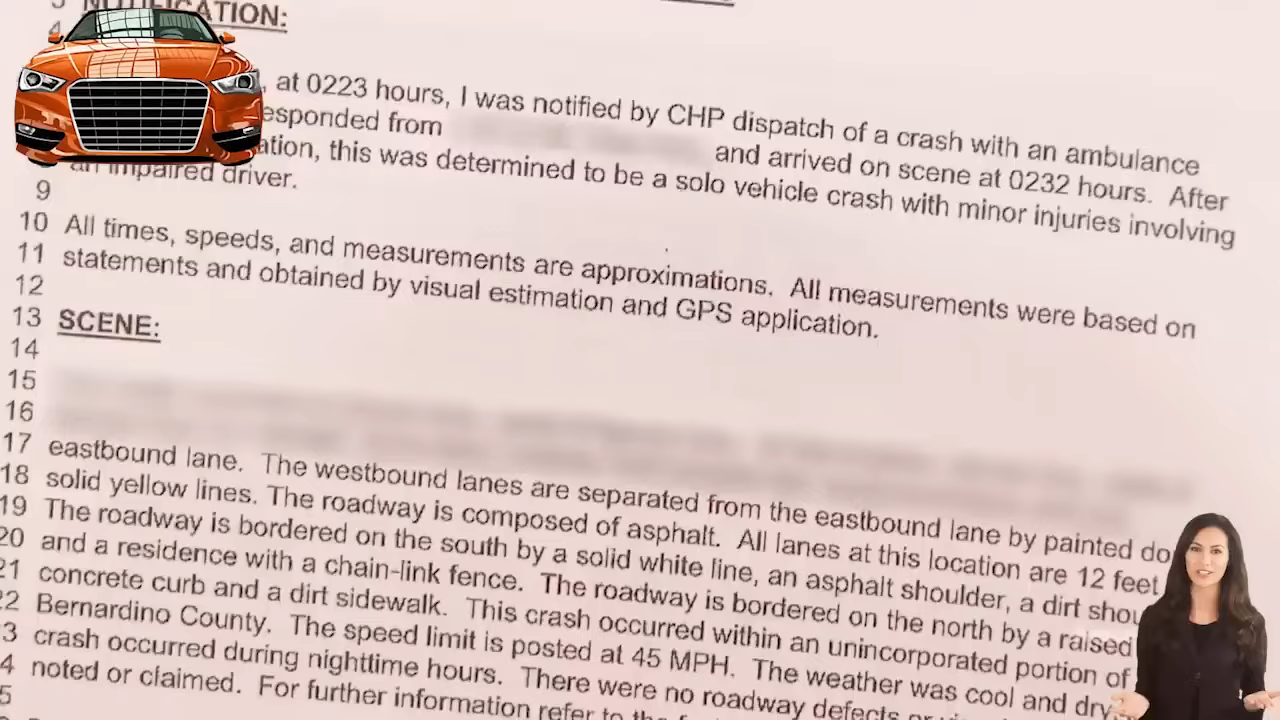 NOTIFICATION:
4
, at 0223 hours, I was notified by CHP dispatch of a crash with an ambulance
esponded from and arrived on scene at 0232 hours. After
ation, this was determined to be a solo vehicle crash with minor injuries involving
an impaired driver.
9
10 All times, speeds, and measurements are approximations. All measurements were based on
11 statements and obtained by visual estimation and GPS application.
12
13 SCENE:
14
15
16
17 eastbound lane. The westbound lanes are separated from the eastbound lane by painted do
18 solid yellow lines. The roadway is composed of asphalt. All lanes at this location are 12 feet
19 The roadway is bordered on the south by a solid white line, an asphalt shoulder, a dirt shou
20 and a residence with a chain-link fence. The roadway is bordered on the north by a raised
21 concrete curb and a dirt sidewalk. This crash occurred within an unincorporated portion of
22 Bernardino County. The speed limit is posted at 45 MPH. The weather was cool and dry
3 crash occurred during nighttime hours. There were no roadway defects
4 noted or claimed. For further information refer to the
5